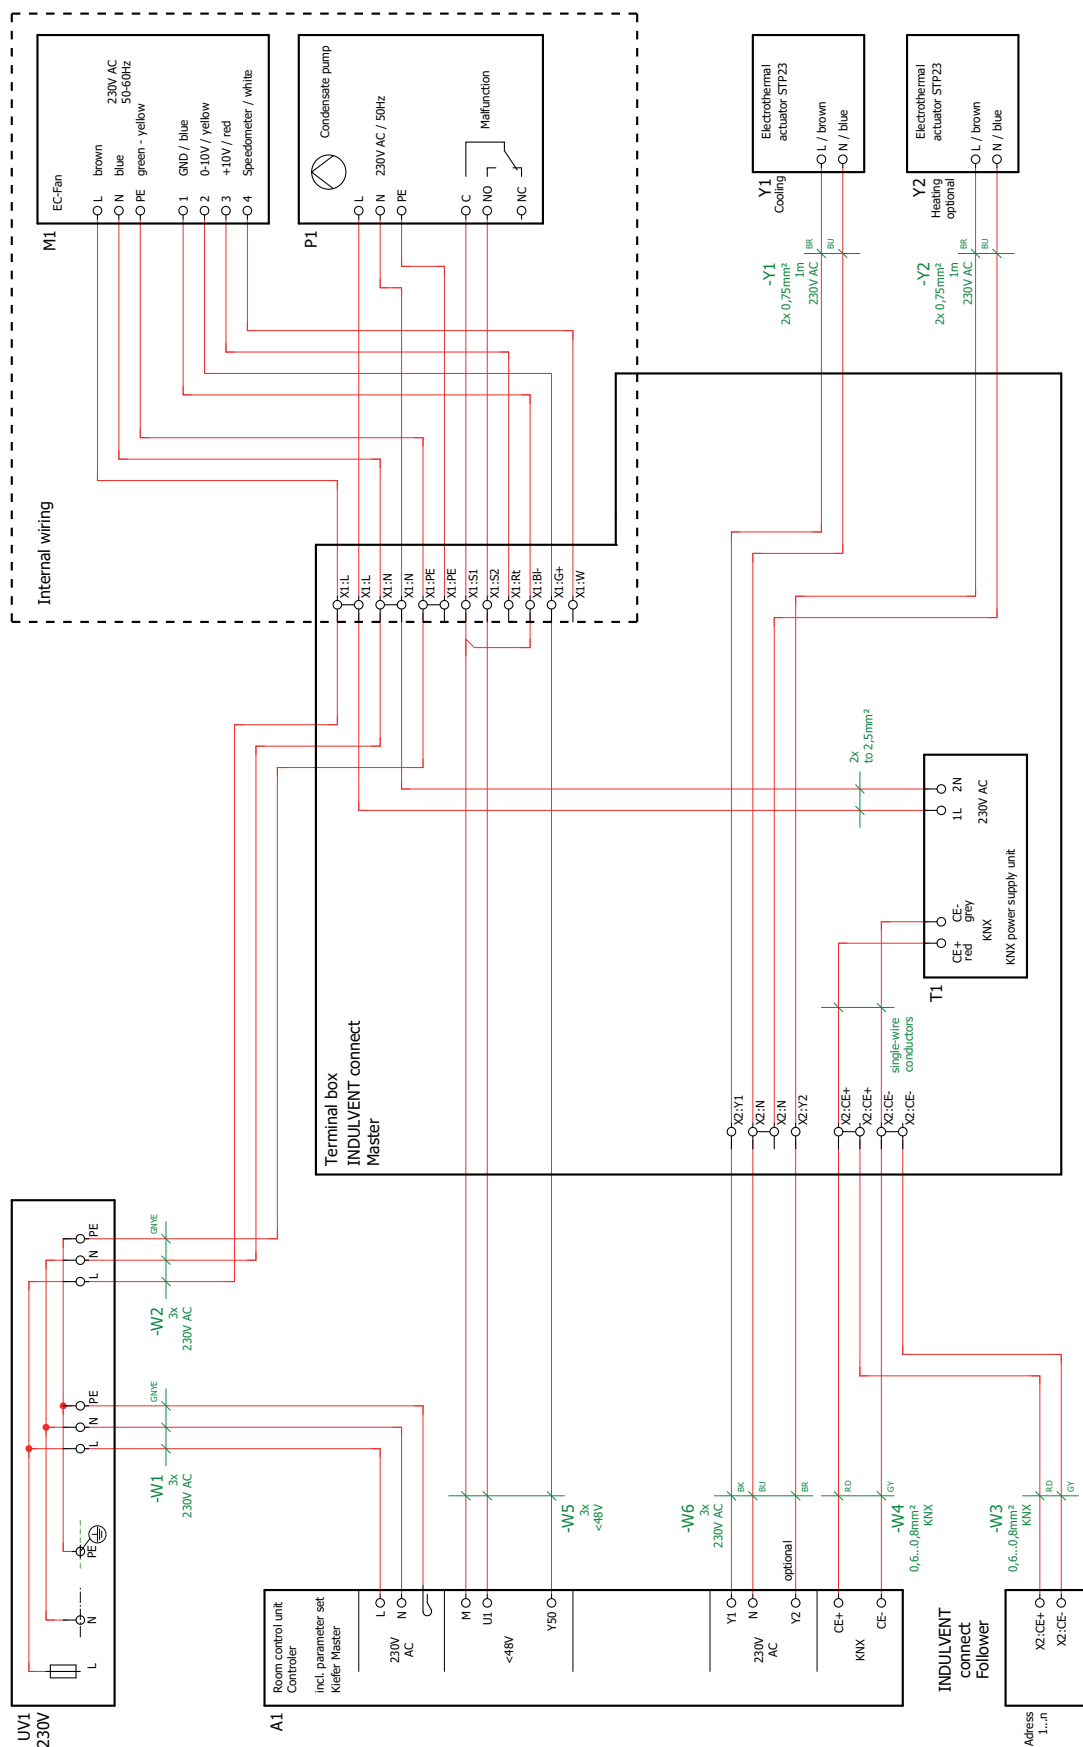 Internal wiring
M1
EC-Fan
230V AC
50-60Hz
L
brown
N
blue
PE
green - yellow
1
GND / blue
2
0-10V / yellow
3
+10V / red
4
Speedometer / white
P1
Condensate pump
230V AC / 50Hz
L
N
PE
Malfunction
C
NO
NC
Y1
Cooling
Electrothermal
actuator STP23
L / brown
N / blue
-Y1
2x 0,75mm²
1m
230V AC
BR
BU
Y2
Heating
optional
Electrothermal
actuator STP23
L / brown
N / blue
-Y2
2x 0,75mm²
1m
230V AC
BR
BU
X1:L
X1:L
X1:N
X1:N
X1:PE
X1:PE
X1:S1
X1:S2
X1:Rt
X1:Bl-
X1:G+
X1:W
Terminal box
INDULVENT connect
Master
2x
to 2,5mm²
T1
KNX power supply unit
CE+
red
CE-
grey
KNX
1L
2N
230V AC
single-wire
conductors
X2:Y1
X2:N
X2:N
X2:Y2
X2:CE+
X2:CE+
X2:CE-
X2:CE-
UV1
230V
L
N
PE
L
N
PE
L
N
PE
-W1
3x
230V AC
GNYE
-W2
3x
230V AC
GNYE
-W5
3x
<48V
-W6
3x
230V AC
BK
BU
BR
-W4
0,6...0,8mm²
KNX
RD
GY
-W3
0,6...0,8mm²
KNX
RD
GY
A1
Room control unit
Controler
incl. parameter set
Kiefer Master
230V
AC
L
N
<48V
M
U1
Y50
230V
AC
Y1
N
Y2
optional
KNX
CE+
CE-
INDULVENT
connect
Follower
Adress
1...n
X2:CE+
X2:CE-